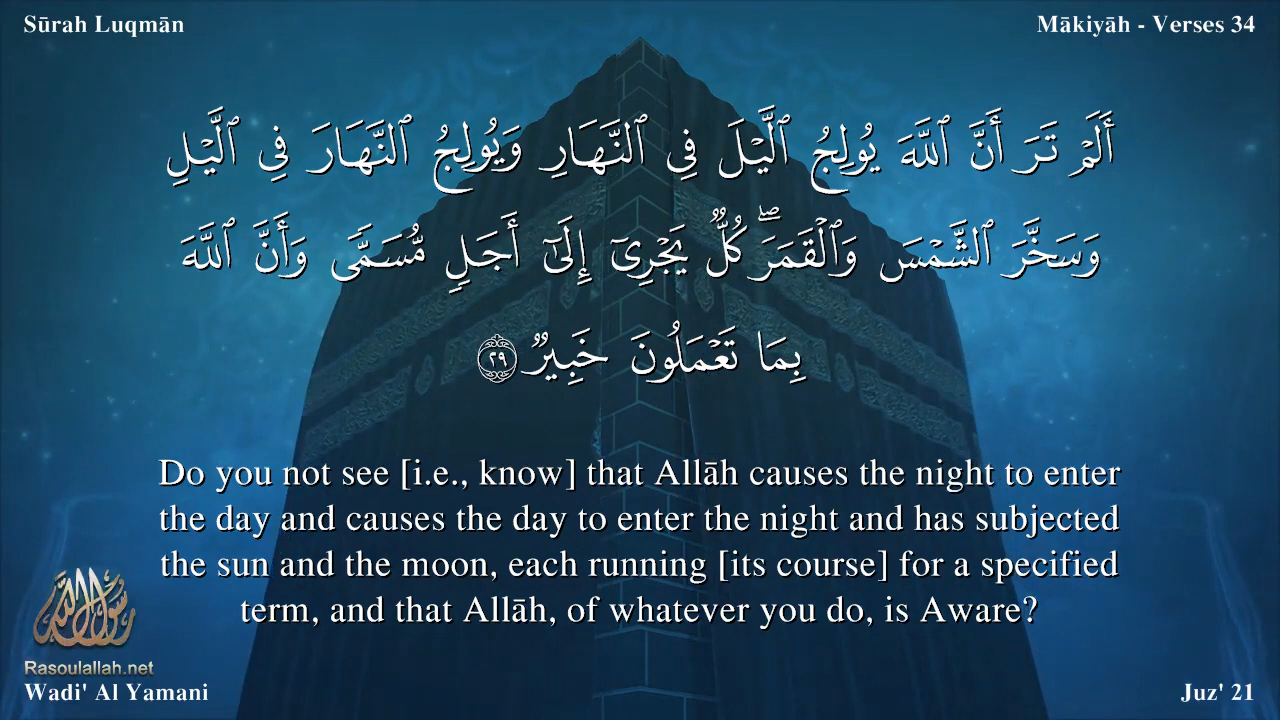 Sūrah Luqmān
Mākiyāh - Verses 34
أَلَمْ تَرَ أَنَّ ٱللَّهَ يُولِجُ ٱلَّيْلَ فِى ٱلنَّهَارِ وَيُولِجُ ٱلنَّهَارَ فِى ٱلَّيْلِ
وَسَخَّرَ ٱلشَّمْسَ وَٱلْقَمَرَۖ كُلٌّ يَجْرِىٓ إِلَىٰٓ أَجَلٍ مُّسَمًّى وَأَنَّ ٱللَّهَ
بِمَا تَعْمَلُونَ خَبِيرٌ ٢٩
Do you not see [i.e., know] that Allāh causes the night to enter
the day and causes the day to enter the night and has subjected
the sun and the moon, each running [its course] for a specified
term, and that Allāh, of whatever you do, is Aware?
رسول الله
Rasoulallah.net
Wadi' Al Yamani
Juz' 21